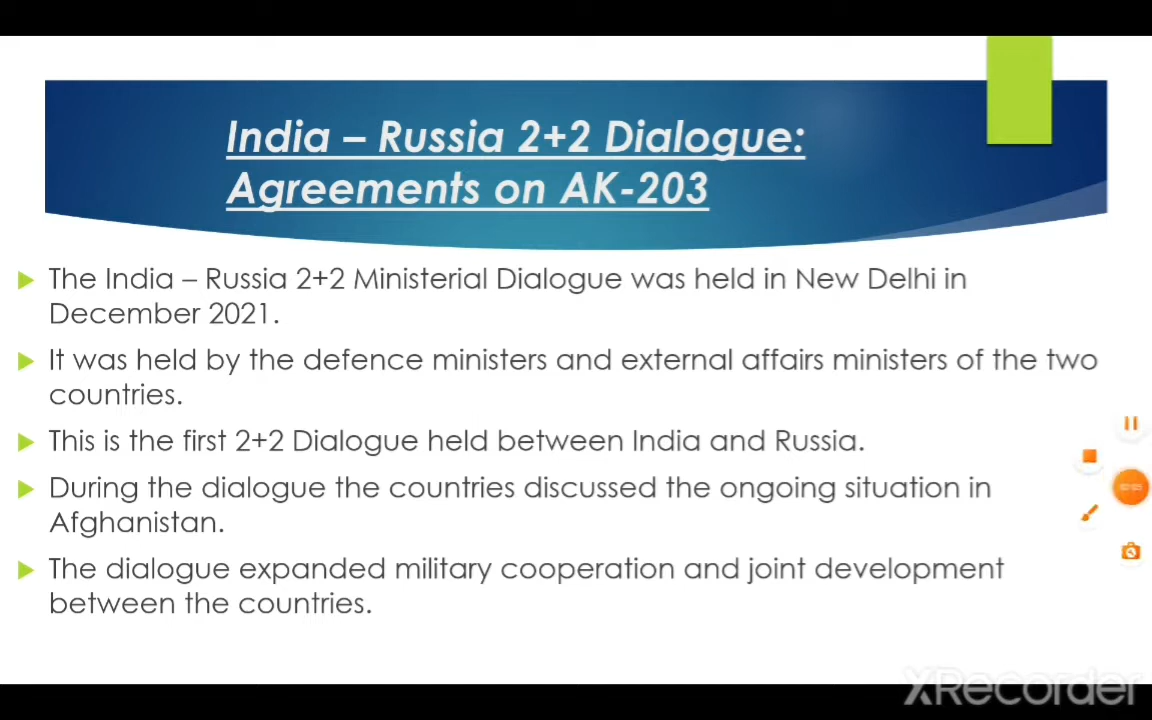 India – Russia 2+2 Dialogue:
Agreements on AK-203
The India – Russia 2+2 Ministerial Dialogue was held in New Delhi in
December 2021.
It was held by the defence ministers and external affairs ministers of the two
countries.
This is the first 2+2 Dialogue held between India and Russia.
During the dialogue the countries discussed the ongoing situation in
Afghanistan.
The dialogue expanded military cooperation and joint development
between the countries.
XRecorder